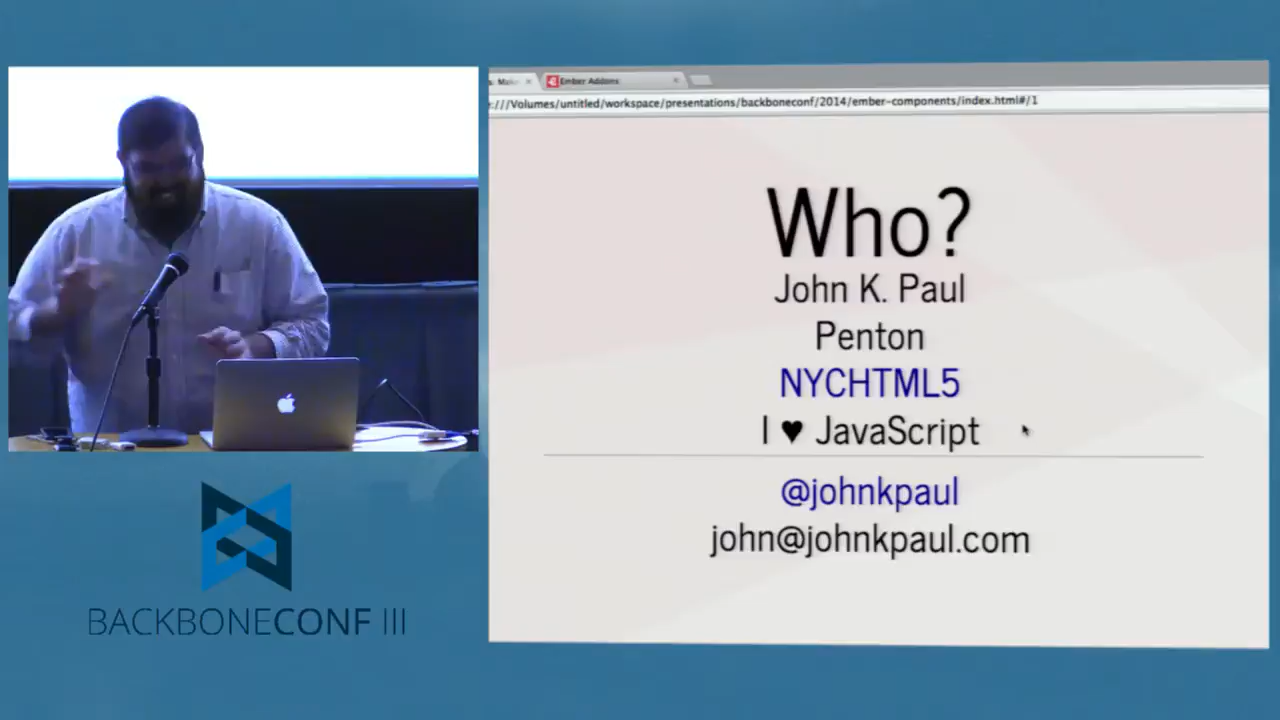 Ember Addons
:///Volumes/untitled/workspace/presentations/backboneconf/2014/ember-components/index.html#/1
Who?
John K. Paul
Penton
NYCHTML5
I ♥ JavaScript
@johnkpaul
john@johnkpaul.com
BACKBONECONF III